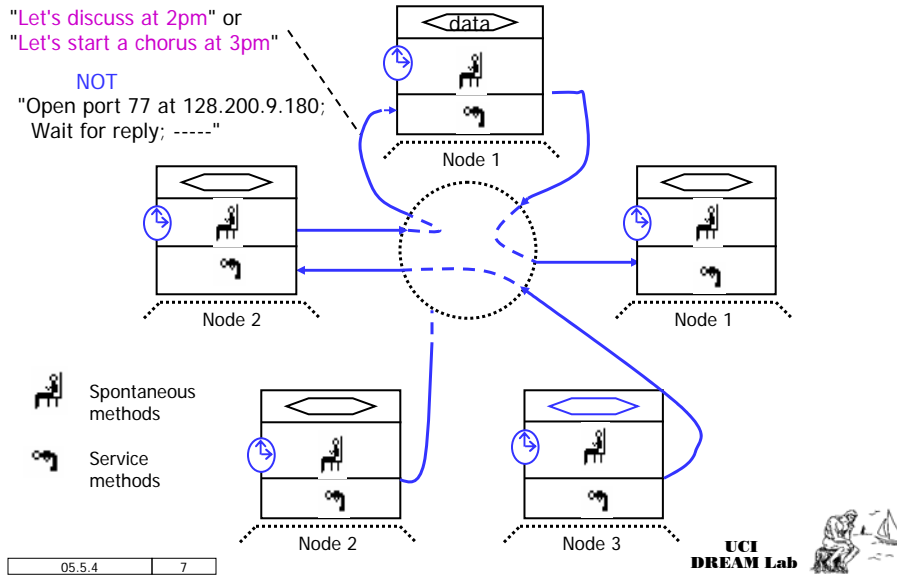 "Let's discuss at 2pm" or
"Let's start a chorus at 3pm"
NOT
"Open port 77 at 128.200.9.180;
Wait for reply; -----"
data
Node 1
Node 2
Node 1
Spontaneous
methods
Service
methods
Node 2
Node 3
05.5.4 7
UCI
DREAM Lab